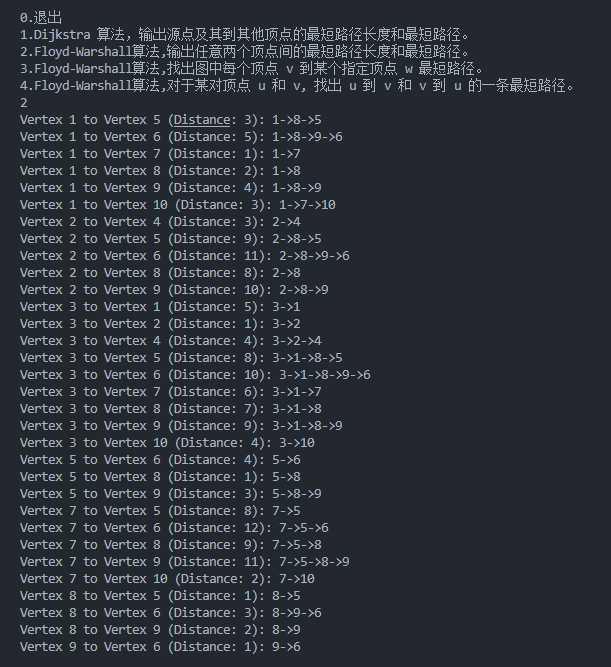 0.退出
1.Dijkstra 算法，输出源点及其到其他顶点的最短路径长度和最短路径。
2.Floyd-Warshall算法,输出任意两个顶点间的最短路径长度和最短路径。
3.Floyd-Warshall算法,找出图中每个顶点 v 到某个指定顶点 w 最短路径。
4.Floyd-Warshall算法,对于某对顶点 u 和 v, 找出 u 到 v 和 v 到 u 的一条最短路径。
2
Vertex 1 to Vertex 5 (Distance: 3): 1->8->5
Vertex 1 to Vertex 6 (Distance: 5): 1->8->9->6
Vertex 1 to Vertex 7 (Distance: 1): 1->7
Vertex 1 to Vertex 8 (Distance: 2): 1->8
Vertex 1 to Vertex 9 (Distance: 4): 1->8->9
Vertex 1 to Vertex 10 (Distance: 3): 1->7->10
Vertex 2 to Vertex 4 (Distance: 3): 2->4
Vertex 2 to Vertex 5 (Distance: 9): 2->8->5
Vertex 2 to Vertex 6 (Distance: 11): 2->8->9->6
Vertex 2 to Vertex 8 (Distance: 8): 2->8
Vertex 2 to Vertex 9 (Distance: 10): 2->8->9
Vertex 3 to Vertex 1 (Distance: 5): 3->1
Vertex 3 to Vertex 2 (Distance: 1): 3->2
Vertex 3 to Vertex 4 (Distance: 4): 3->2->4
Vertex 3 to Vertex 5 (Distance: 8): 3->1->8->5
Vertex 3 to Vertex 6 (Distance: 10): 3->1->8->9->6
Vertex 3 to Vertex 7 (Distance: 6): 3->1->7
Vertex 3 to Vertex 8 (Distance: 7): 3->1->8
Vertex 3 to Vertex 9 (Distance: 9): 3->1->8->9
Vertex 3 to Vertex 10 (Distance: 4): 3->10
Vertex 5 to Vertex 6 (Distance: 4): 5->6
Vertex 5 to Vertex 8 (Distance: 1): 5->8
Vertex 5 to Vertex 9 (Distance: 3): 5->8->9
Vertex 7 to Vertex 5 (Distance: 8): 7->5
Vertex 7 to Vertex 6 (Distance: 12): 7->5->6
Vertex 7 to Vertex 8 (Distance: 9): 7->5->8
Vertex 7 to Vertex 9 (Distance: 11): 7->5->8->9
Vertex 7 to Vertex 10 (Distance: 2): 7->10
Vertex 8 to Vertex 5 (Distance: 1): 8->5
Vertex 8 to Vertex 6 (Distance: 3): 8->9->6
Vertex 8 to Vertex 9 (Distance: 2): 8->9
Vertex 9 to Vertex 6 (Distance: 1): 9->6